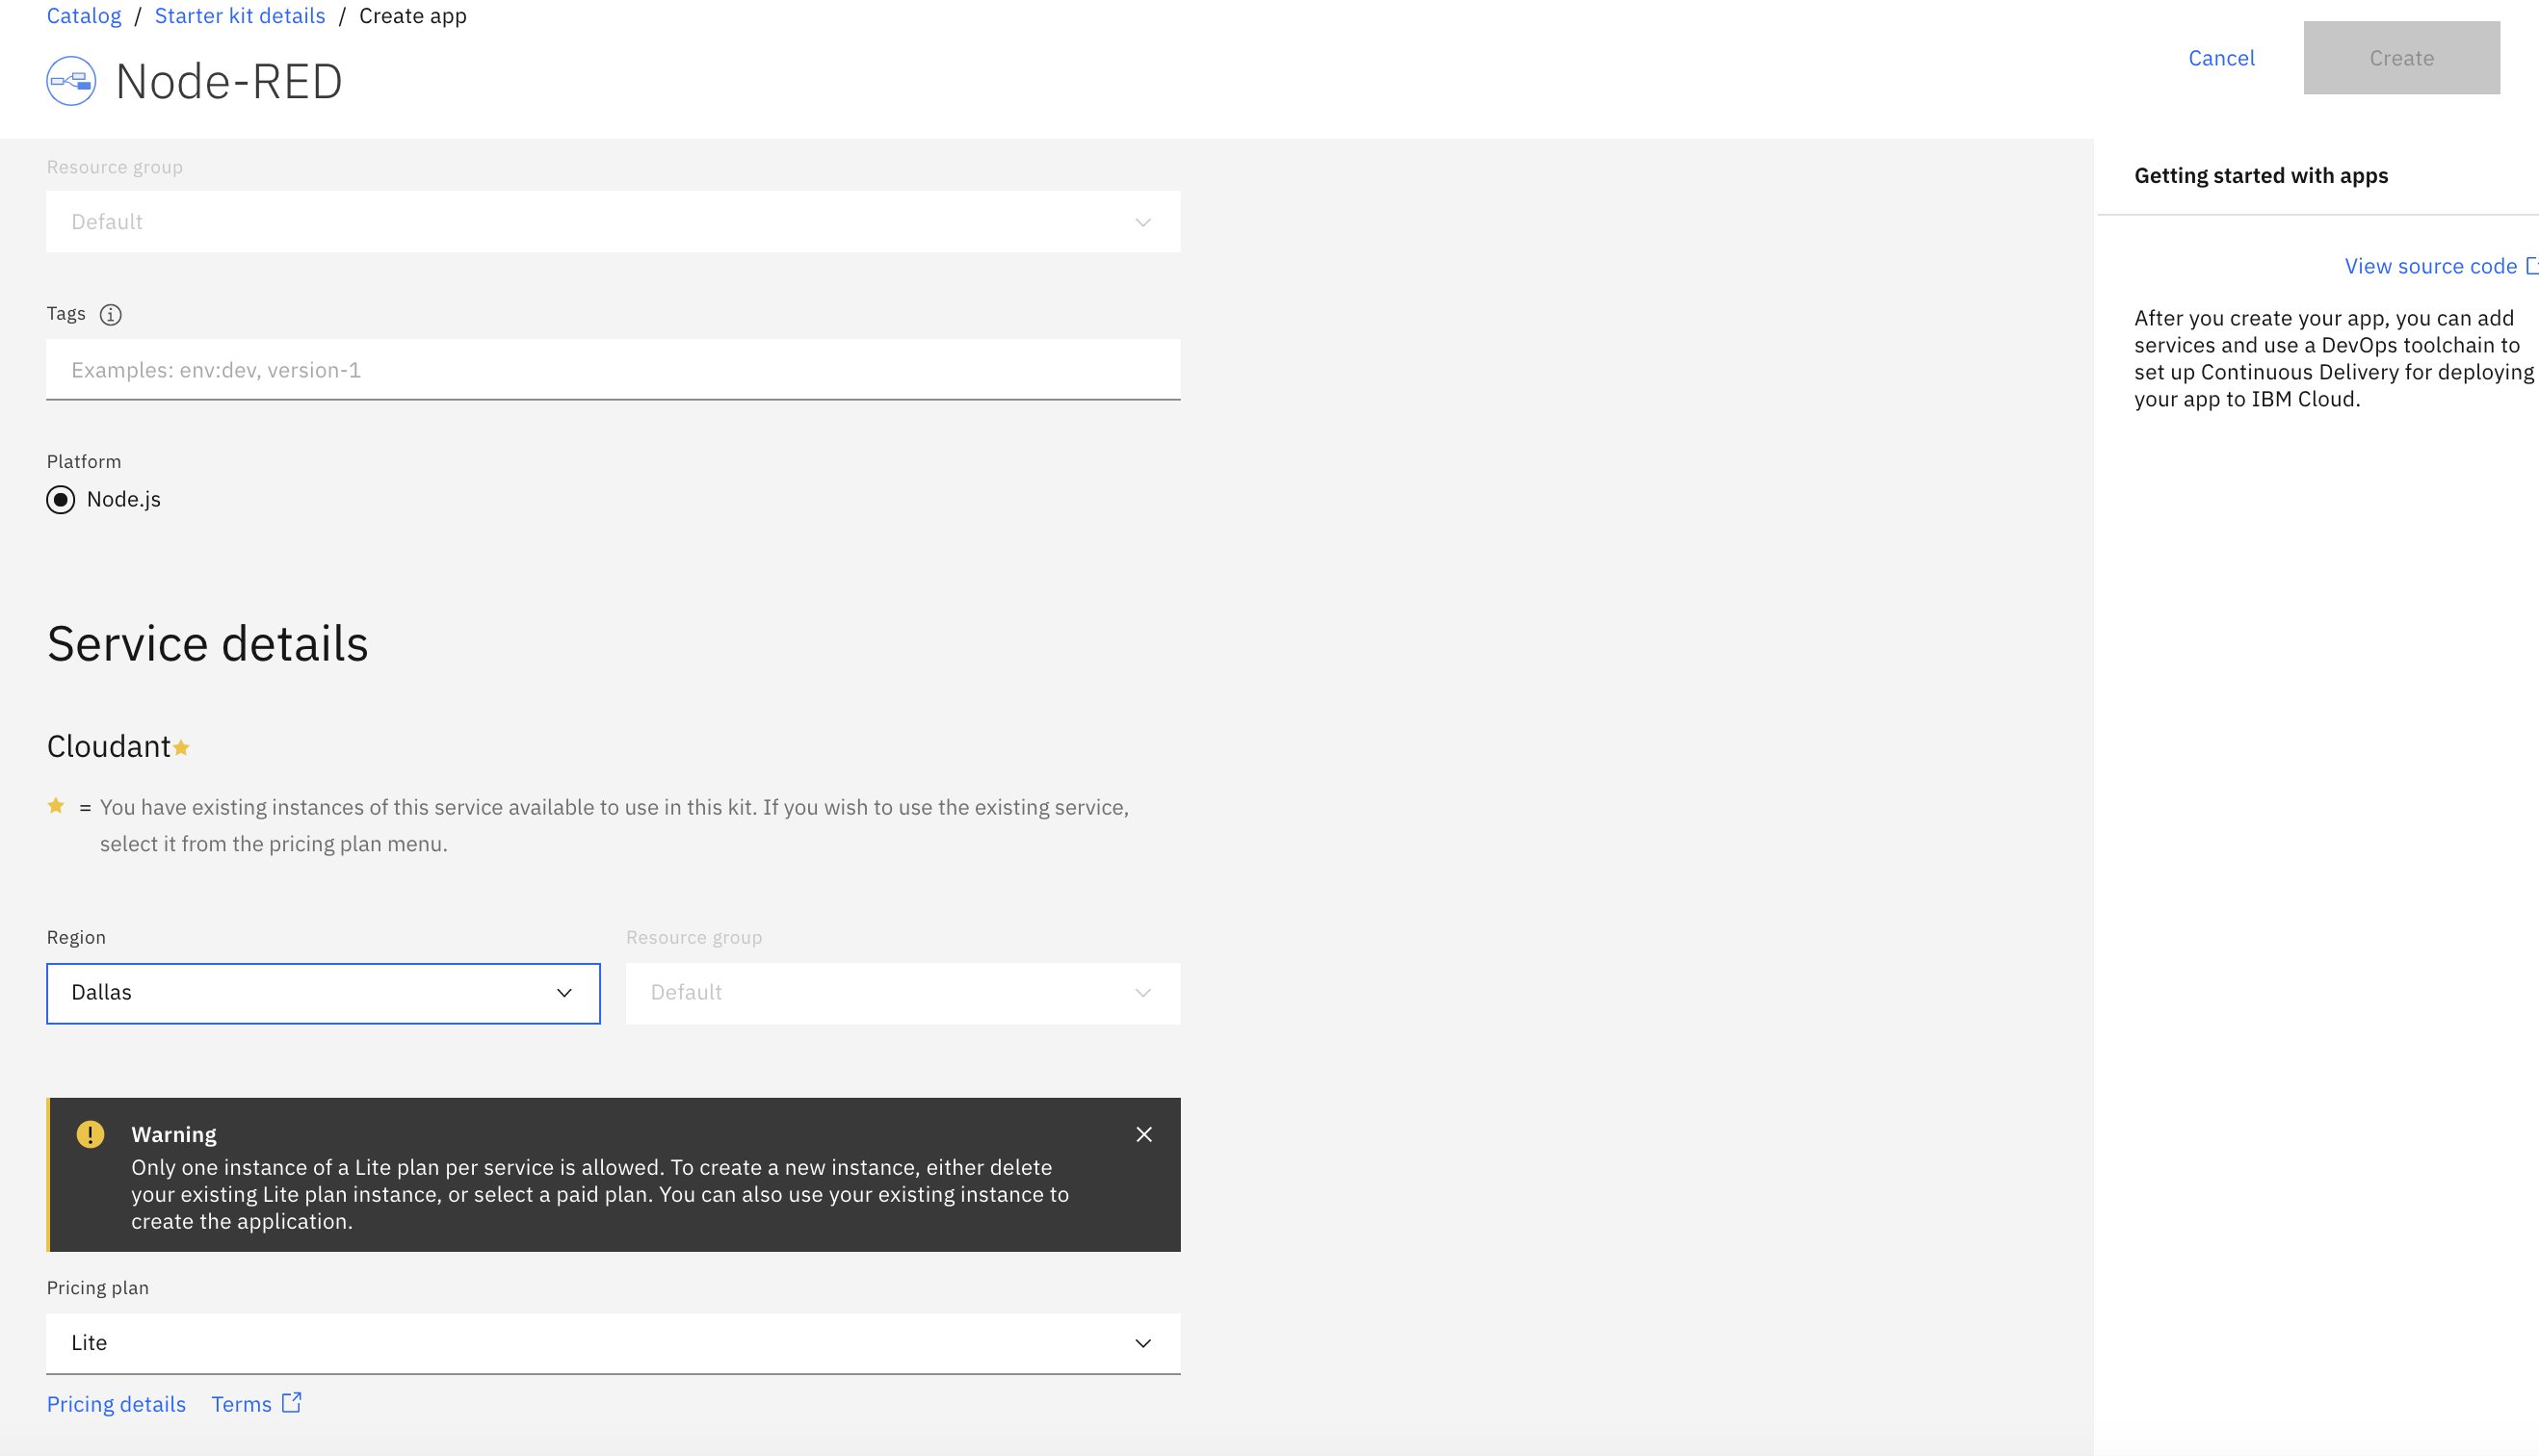 Catalog / Starter kit details / Create app
Node-RED
Cancel
Create
Resource group
Default
Tags
Examples: env:dev, version-1
Platform
Node.js
Service details
Cloudant
= You have existing instances of this service available to use in this kit. If you wish to use the existing service,
select it from the pricing plan menu.
Region
Dallas
Resource group
Default
Warning
Only one instance of a Lite plan per service is allowed. To create a new instance, either delete
your existing Lite plan instance, or select a paid plan. You can also use your existing instance to
create the application.
Pricing plan
Lite
Pricing details
Terms
Getting started with apps
View source code
After you create your app, you can add
services and use a DevOps toolchain to
set up Continuous Delivery for deploying
your app to IBM Cloud.